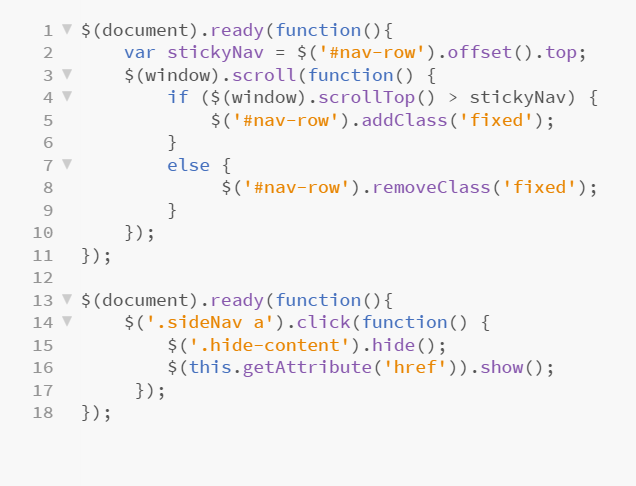 1 $(document).ready(function(){
2     var stickyNav = $('#nav-row').offset().top;
3     $(window).scroll(function() {
4         if ($(window).scrollTop() > stickyNav) {
5             $('#nav-row').addClass('fixed');
6         }
7         else {
8              $('#nav-row').removeClass('fixed');
9         }
10     });
11 });
12
13 $(document).ready(function(){
14     $('.sideNav a').click(function() {
15         $('.hide-content').hide();
16         $(this.getAttribute('href')).show();
17      });
18 });